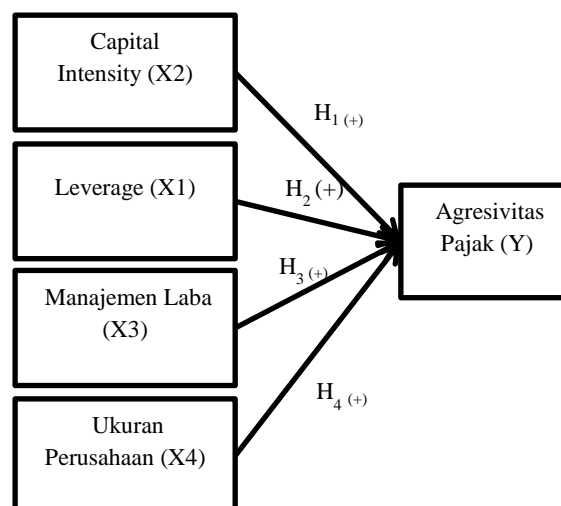 Capital
Intensity (X2)
H1 (+)
Leverage (X1)
H2 (+)
Agresivitas
Pajak (Y)
H3 (+)
Manajemen Laba
(X3)
H4 (+)
Ukuran
Perusahaan (X4)